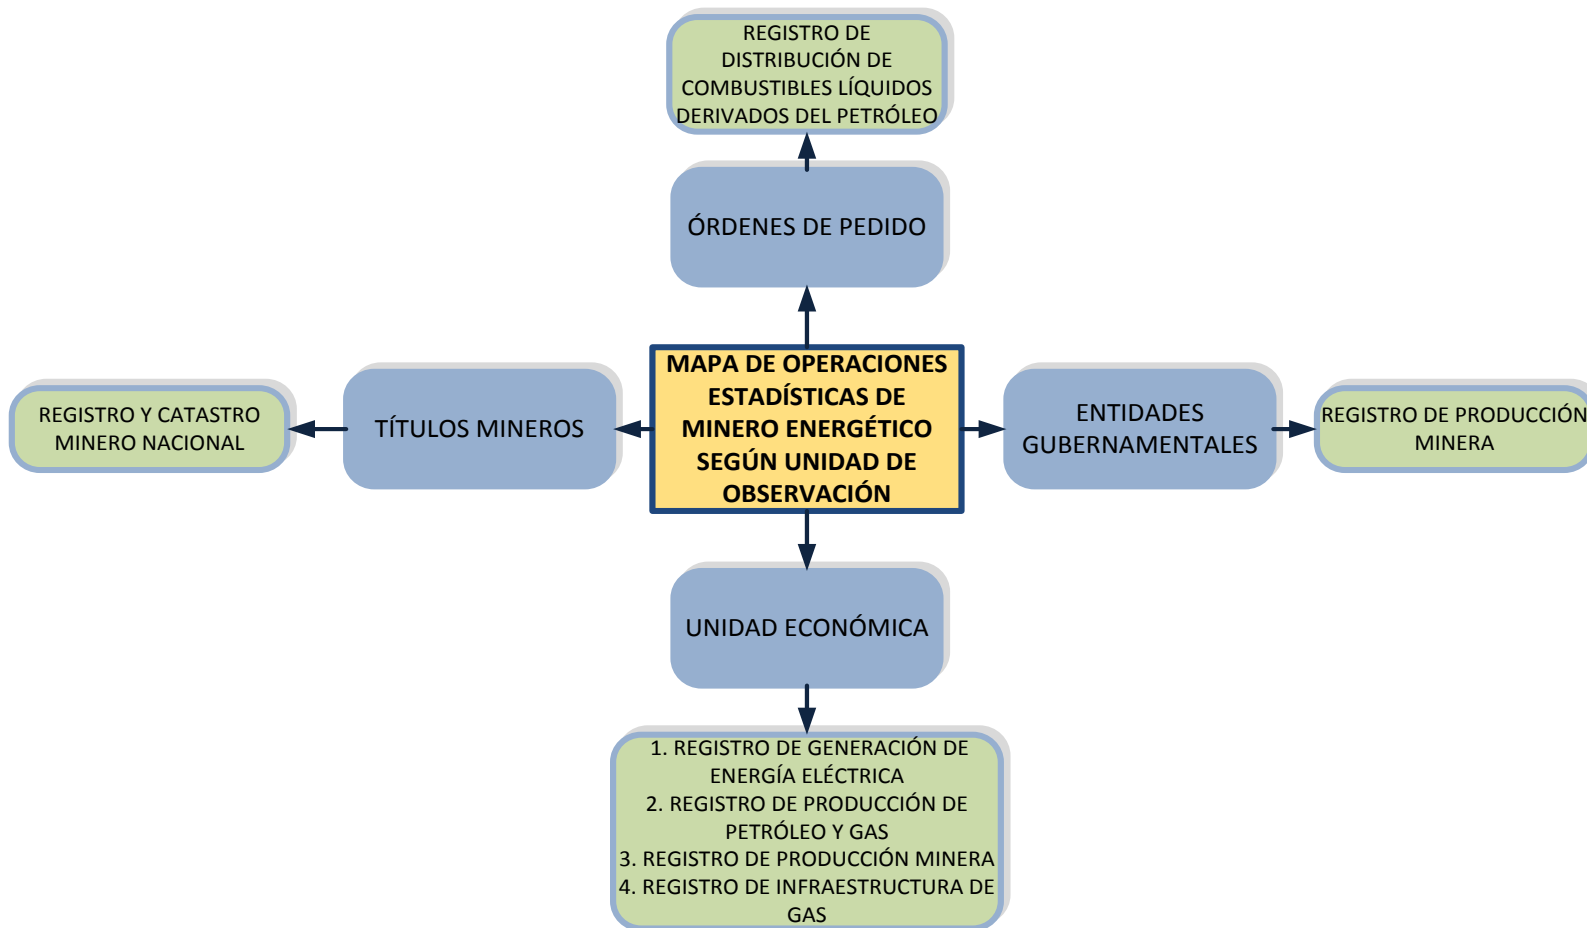 REGISTRO DE
DISTRIBUCIÓN DE
COMBUSTIBLES LÍQUIDOS
DERIVADOS DEL PETRÓLEO
ÓRDENES DE PEDIDO
REGISTRO Y CATASTRO
MINERO NACIONAL
TÍTULOS MINEROS
MAPA DE OPERACIONES
ESTADÍSTICAS DE
MINERO ENERGÉTICO
SEGÚN UNIDAD DE
OBSERVACIÓN
ENTIDADES
GUBERNAMENTALES
REGISTRO DE PRODUCCIÓN
MINERA
UNIDAD ECONÓMICA
1. REGISTRO DE GENERACIÓN DE
ENERGÍA ELÉCTRICA
2. REGISTRO DE PRODUCCIÓN DE
PETRÓLEO Y GAS
3. REGISTRO DE PRODUCCIÓN MINERA
4. REGISTRO DE INFRAESTRUCTURA DE
GAS